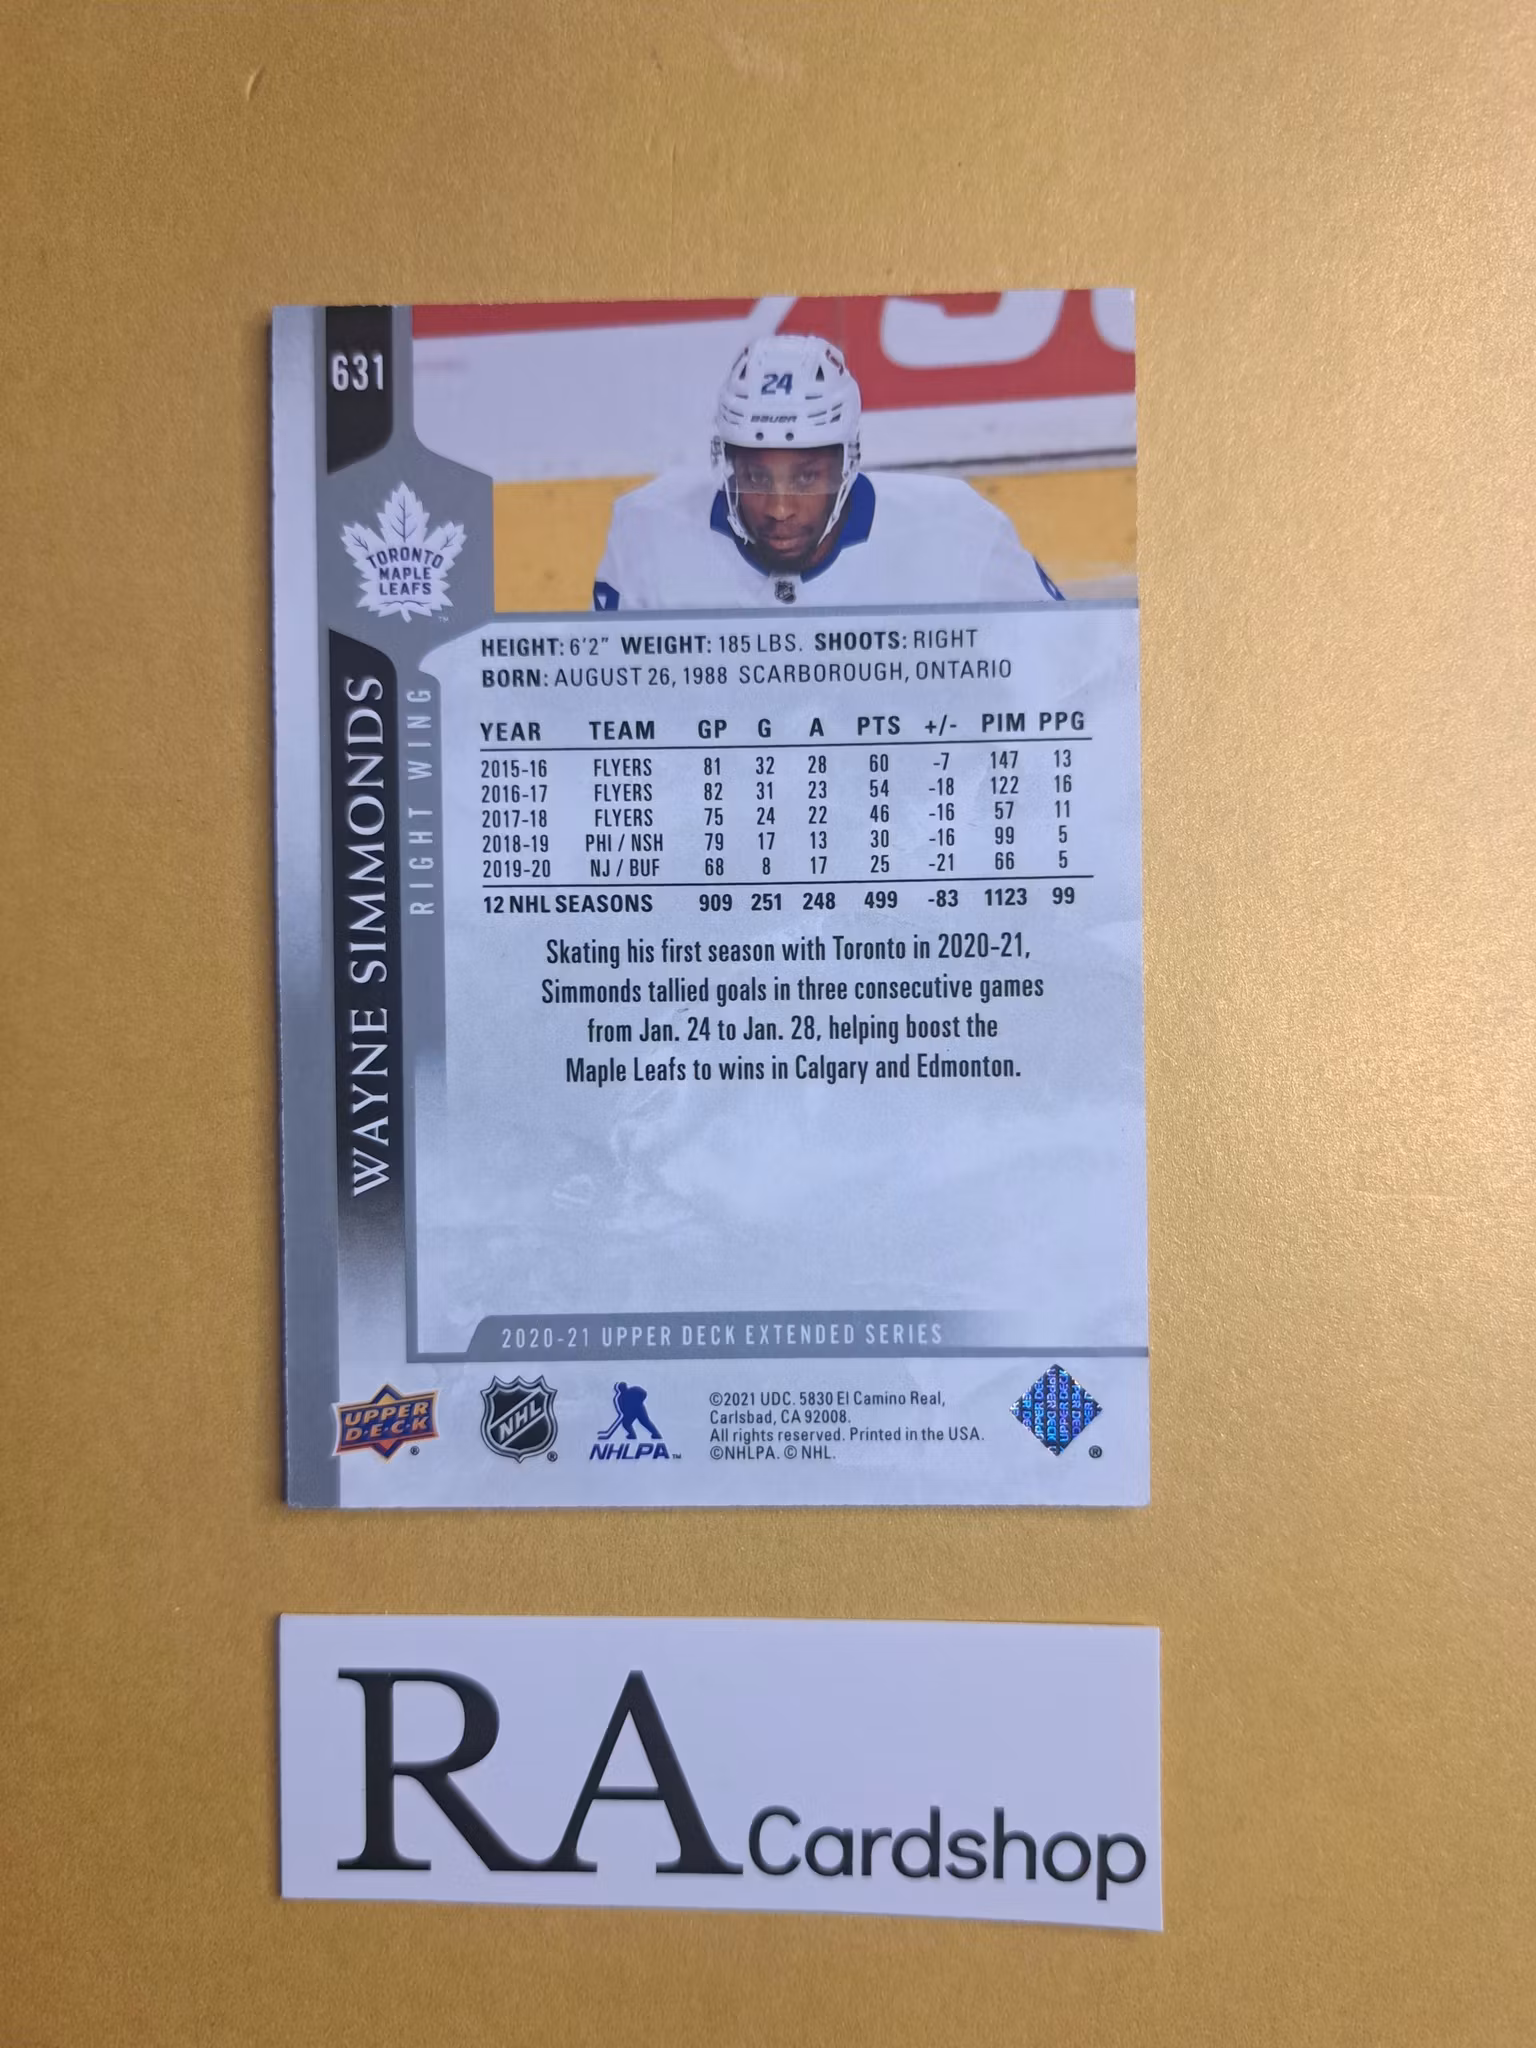 631
24
BAUER
TORONTO
MAPLE
LEAFS
WAYNE SIMMONDS
RIGHT WING
HEIGHT: 6'2" WEIGHT: 185 LBS. SHOOTS: RIGHT
BORN: AUGUST 26, 1988 SCARBOROUGH, ONTARIO
YEAR TEAM GP G A PTS +/- PIM PPG
2015-16 FLYERS 81 32 28 60 -7 147 13
2016-17 FLYERS 82 31 23 54 -18 122 16
2017-18 FLYERS 75 24 22 46 -16 57 11
2018-19 PHI / NSH 79 17 13 30 -16 99 5
2019-20 NJ / BUF 68 8 17 25 -21 66 5
12 NHL SEASONS 909 251 248 499 -83 1123 99
Skating his first season with Toronto in 2020-21,
Simmonds tallied goals in three consecutive games
from Jan. 24 to Jan. 28, helping boost the
Maple Leafs to wins in Calgary and Edmonton.
2020-21 UPPER DECK EXTENDED SERIES
UPPER
D·E·C·K
®
NHL
®
NHLPA™
©2021 UDC. 5830 El Camino Real,
Carlsbad, CA 92008.
All rights reserved. Printed in the USA.
©NHLPA. © NHL.
UPPER DECK
®
RA Cardshop